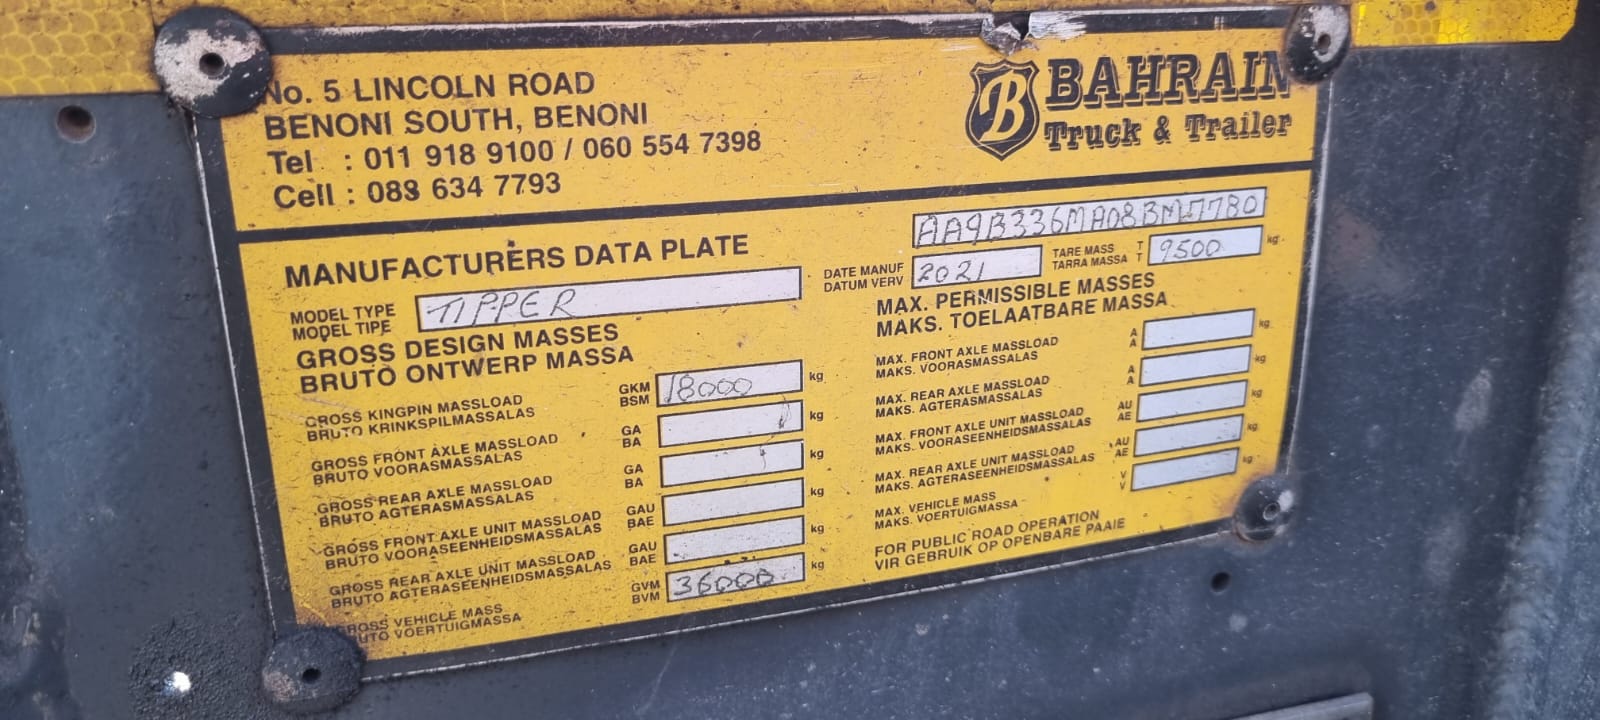 No. 5 LINCOLN ROAD
BENONI SOUTH, BENONI
Tel : 011 918 9100 / 060 554 7398
Cell : 083 634 7793
B BAHRAIN
Truck & Trailer
MANUFACTURERS DATA PLATE
MODEL TYPE
MODEL TIPE
TIPPER
GROSS DESIGN MASSES
BRUTO ONTWERP MASSA
GROSS KINGPIN MASSLOAD
BRUTO KRINKSPILMASSALAS
GKM
BSM
18000 kg
GROSS FRONT AXLE MASSLOAD
BRUTO VOORASMASSALAS
GA
BA
kg
GROSS REAR AXLE MASSLOAD
BRUTO AGTERASMASSALAS
GA
BA
kg
GROSS FRONT AXLE UNIT MASSLOAD
BRUTO VOORASEENHEIDSMASSALAS
GAU
BAE
kg
GROSS REAR AXLE UNIT MASSLOAD
BRUTO AGTERASEENHEIDSMASSALAS
GAU
BAE
kg
GROSS VEHICLE MASS
BRUTO VOERTUIGMASSA
GVM
BVM
36000 kg
AA9B336MA08BM7780
DATE MANUF
DATUM VERV
2021
TARE MASS T
TARRA MASSA T
9500 kg
MAX. PERMISSIBLE MASSES
MAKS. TOELAATBARE MASSA
MAX. FRONT AXLE MASSLOAD
MAKS. VOORASMASSALAS
A
A
kg
MAX. REAR AXLE MASSLOAD
MAKS. AGTERASMASSALAS
A
A
kg
MAX. FRONT AXLE UNIT MASSLOAD
MAKS. VOORASEENHEIDSMASSALAS
AU
AE
kg
MAX. REAR AXLE UNIT MASSLOAD
MAKS. AGTERASEENHEIDSMASSALAS
AU
AE
kg
MAX. VEHICLE MASS
MAKS. VOERTUIGMASSA
V
V
kg
FOR PUBLIC ROAD OPERATION
VIR GEBRUIK OP OPENBARE PAAIE